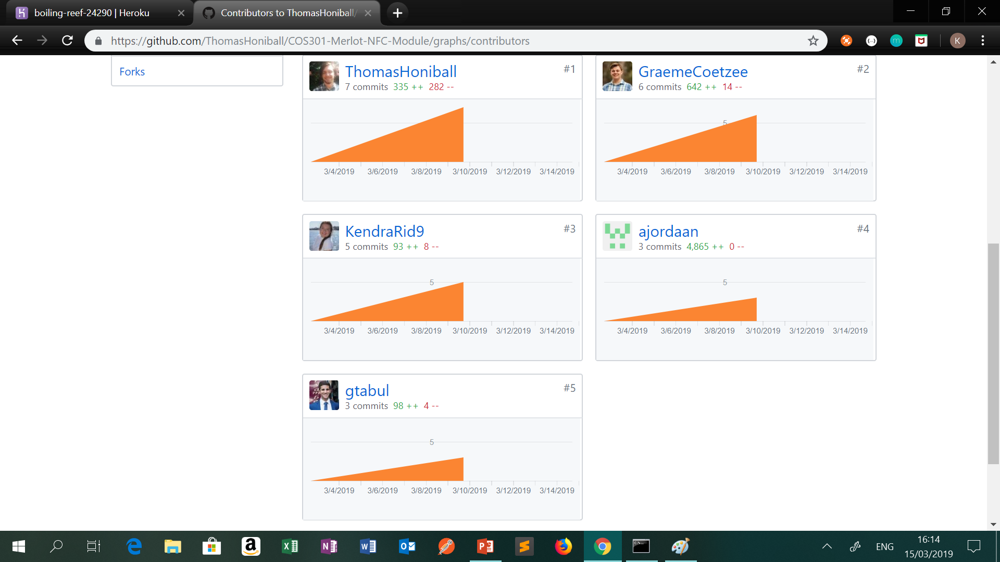 boiling-reef-24290 | Heroku
Contributors to ThomasHoniball/
https://github.com/ThomasHoniball/COS301-Merlot-NFC-Module/graphs/contributors
K
Forks
ThomasHoniball
#1
7 commits 335 ++ 282 --
3/4/2019 3/6/2019 3/8/2019 3/10/2019 3/12/2019 3/14/2019
GraemeCoetzee
#2
6 commits 642 ++ 14 --
5
3/4/2019 3/6/2019 3/8/2019 3/10/2019 3/12/2019 3/14/2019
KendraRid9
#3
5 commits 93 ++ 8 --
5
3/4/2019 3/6/2019 3/8/2019 3/10/2019 3/12/2019 3/14/2019
ajordaan
#4
3 commits 4,865 ++ 0 --
5
3/4/2019 3/6/2019 3/8/2019 3/10/2019 3/12/2019 3/14/2019
gtabul
#5
3 commits 98 ++ 4 --
5
3/4/2019 3/6/2019 3/8/2019 3/10/2019 3/12/2019 3/14/2019
ENG
16:14
15/03/2019